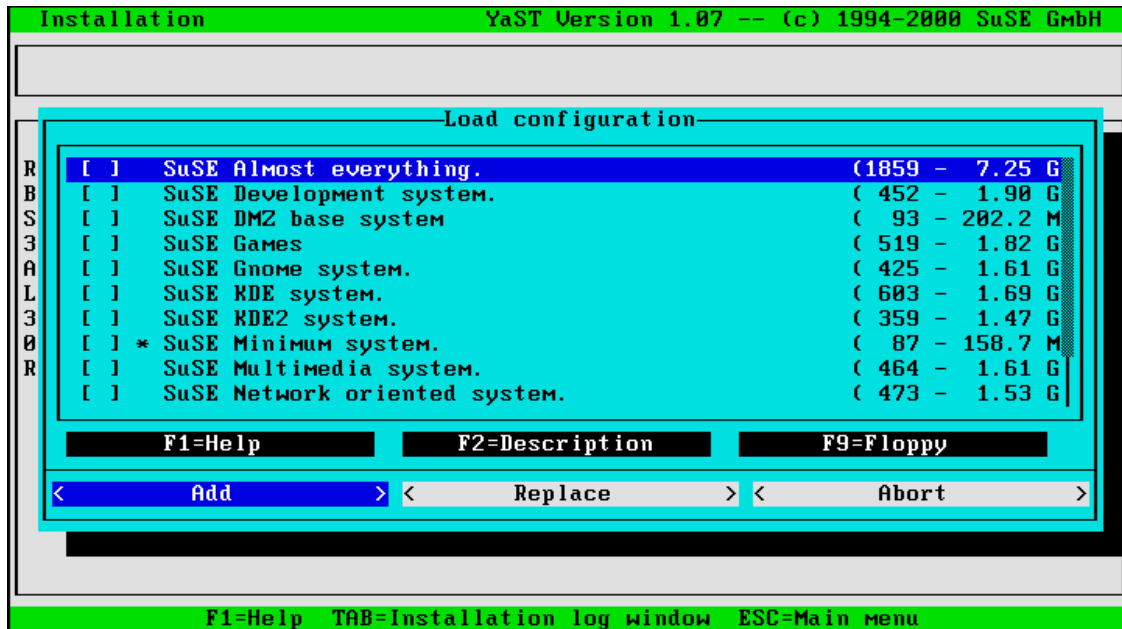 Installation YaST Version 1.07 -- (c) 1994-2000 SuSE GmbH
Load configuration
R [ ] SuSE Almost everything. (1859 - 7.25 G
B [ ] SuSE Development system. ( 452 - 1.90 G
S [ ] SuSE DMZ base system ( 93 - 202.2 M
3 [ ] SuSE Games ( 519 - 1.82 G
A [ ] SuSE Gnome system. ( 425 - 1.61 G
L [ ] SuSE KDE system. ( 603 - 1.69 G
3 [ ] SuSE KDE2 system. ( 359 - 1.47 G
0 [ ] * SuSE Minimum system. ( 87 - 158.7 M
R [ ] SuSE Multimedia system. ( 464 - 1.61 G
[ ] SuSE Network oriented system. ( 473 - 1.53 G
F1=Help F2=Description F9=Floppy
< Add > < Replace > < Abort >
F1=Help TAB=Installation log window ESC=Main menu